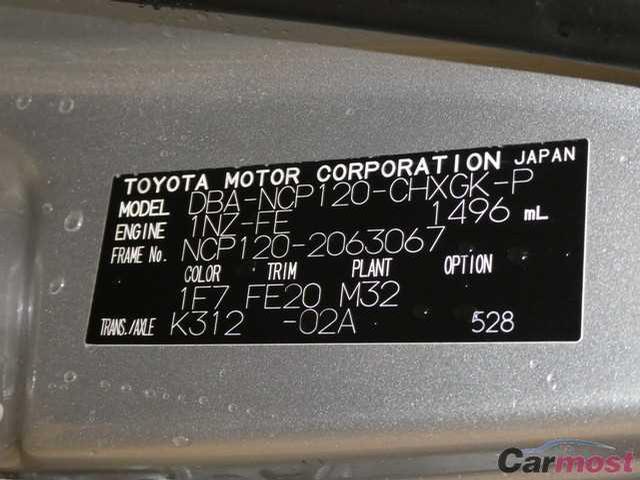 TOYOTA MOTOR CORPORATION JAPAN
MODEL DBA-NCP120-CHXGK-P
ENGINE 1NZ-FE 1496 mL
FRAME No. NCP120-2063067
COLOR TRIM PLANT OPTION
1E7 FE20 M32
TRANS./AXLE K312 -02A 528
Carmost